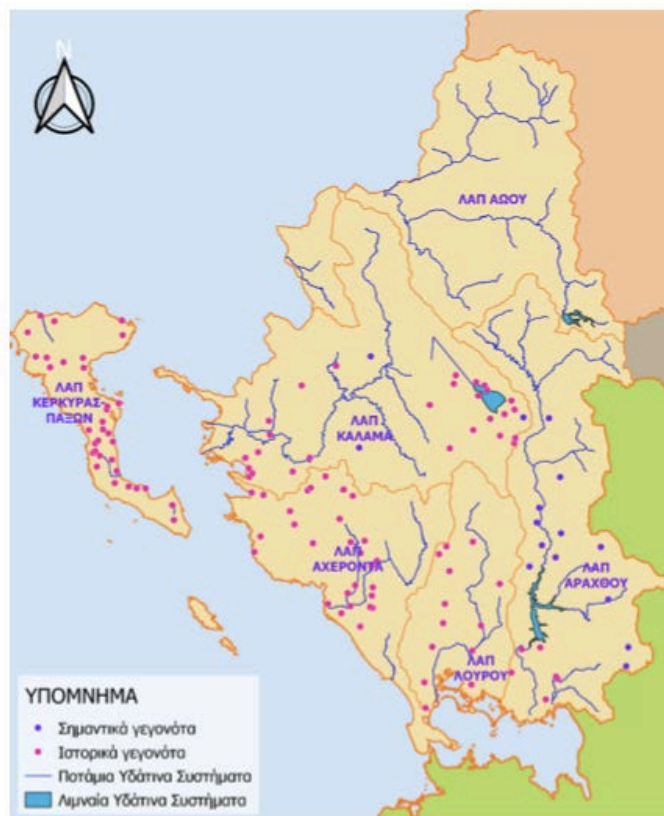 N
ΛΑΠ ΑΩΟΥ
ΛΑΠ
ΚΕΡΚΥΡΑΣ-
ΠΑΞΩΝ
ΛΑΠ
ΚΑΛΑΜΑ
ΛΑΠ
ΑΧΕΡΟΝΤΑ
ΛΑΠ
ΑΡΑΧΘΟΥ
ΛΑΠ
ΛΟΥΡΟΥ
ΥΠΟΜΝΗΜΑ
Σημαντικά γεγονότα
Ιστορικά γεγονότα
Ποτάμια Υδάτινα Συστήματα
Λιμναία Υδάτινα Συστήματα